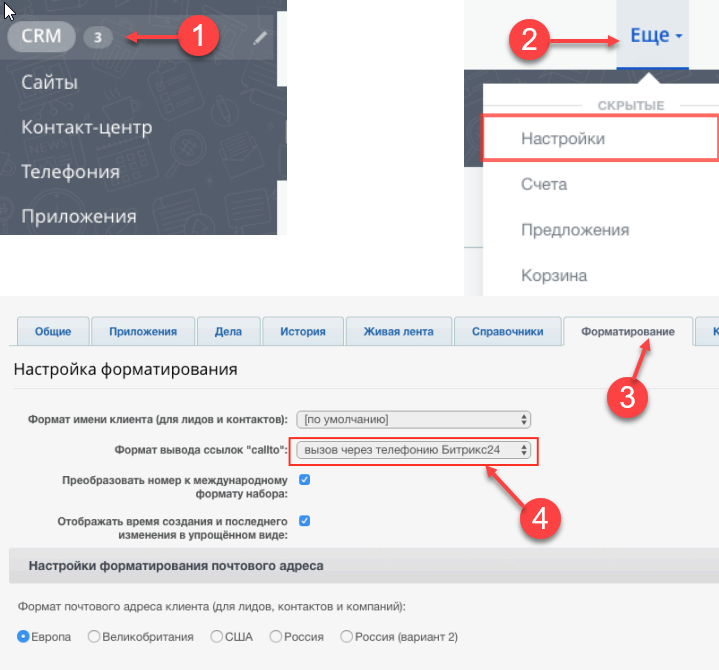 CRM 3 1
Сайты
Контакт-центр
Телефония
Приложения
2 Еще
СКРЫТЫЕ
Настройки
Счета
Предложения
Корзина
Общие Приложения Дела История Живая лента Справочники Форматирование
Настройка форматирования
3
Формат имени клиента (для лидов и контактов): [по умолчанию]
Формат вывода ссылок "callto": вызов через телефонию Битрикс24
Преобразовать номер к международному
формату набора:
4
Отображать время создания и последнего
изменения в упрощённом виде:
Настройки форматирования почтового адреса
Формат почтового адреса клиента (для лидов, контактов и компаний):
Европа Великобритания США Россия Россия (вариант 2)